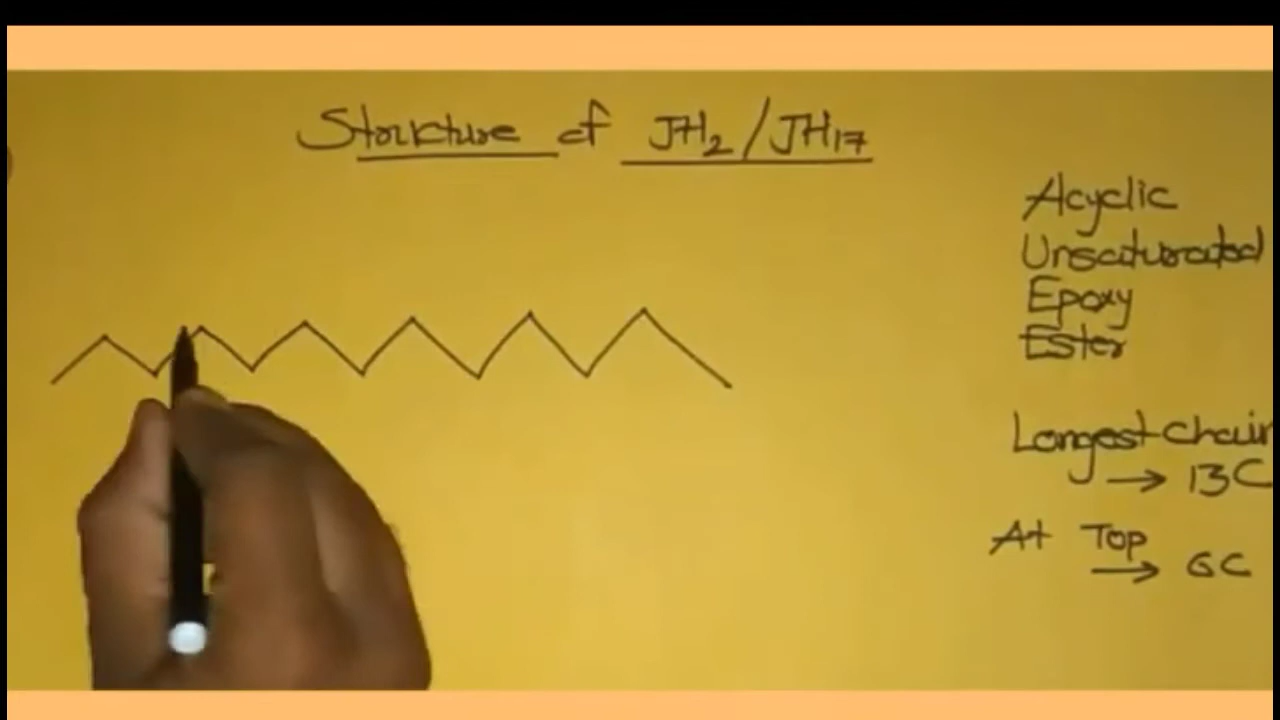 Structure of JH2/JH17
Acyclic
Unsaturated
Epoxy
Ester
Longest chain
→ 13C
At Top
→ 6C